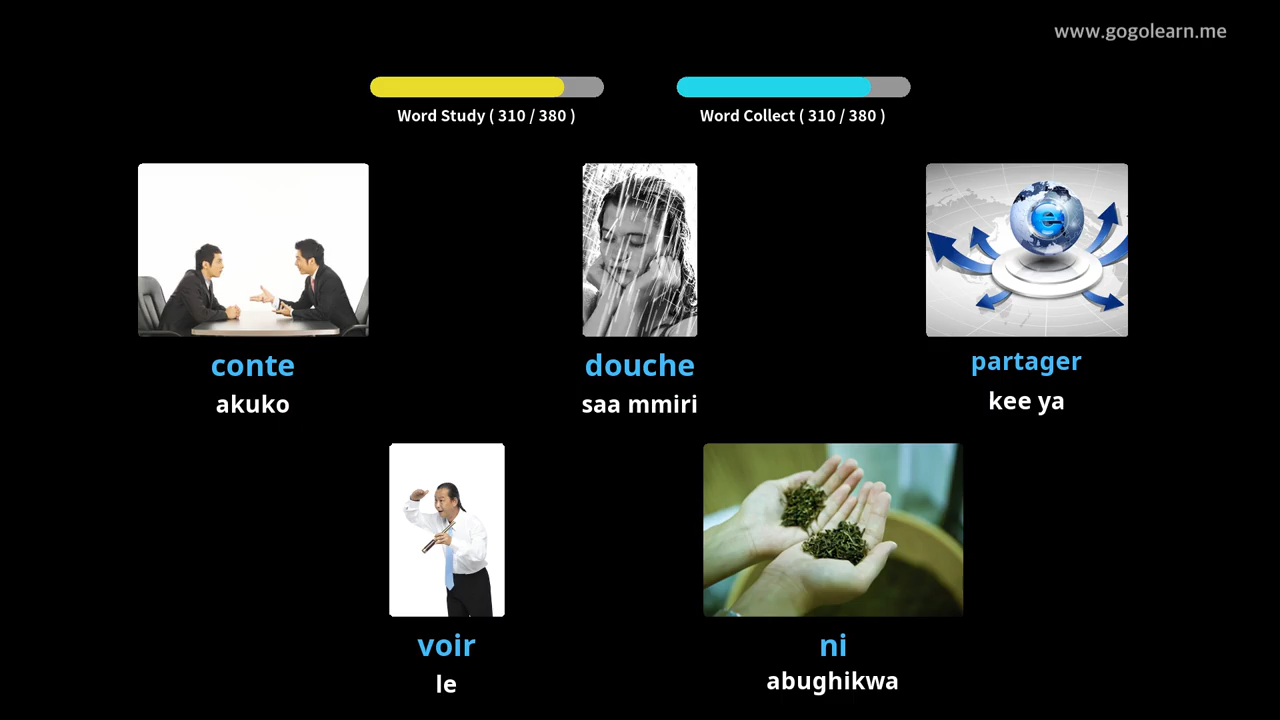 www.gogolearn.me
Word Study ( 310 / 380 )
Word Collect ( 310 / 380 )
conte
akuko
douche
saa mmiri
partager
kee ya
voir
le
ni
abughikwa